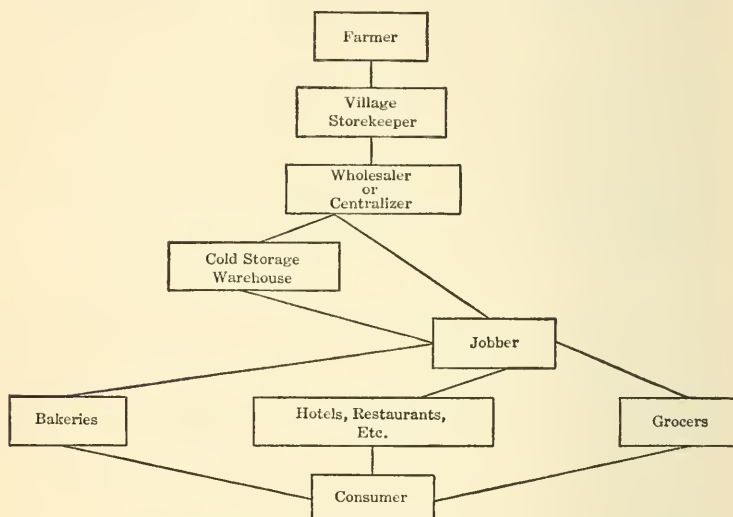 Farmer
Village
Storekeeper
Wholesaler
or
Centralizer
Cold Storage
Warehouse
Jobber
Bakeries
Hotels, Restaurants,
Etc.
Grocers
Consumer